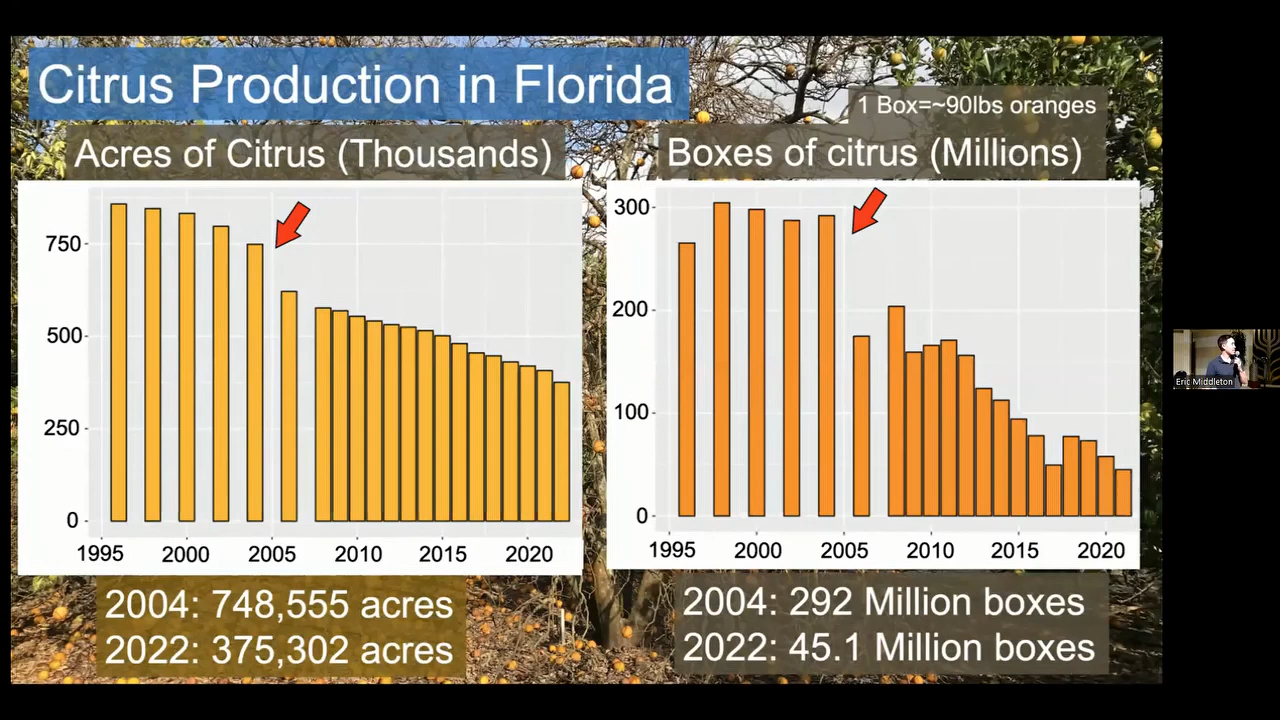 Citrus Production in Florida
1 Box=~90lbs oranges
Acres of Citrus (Thousands)
750
500
250
0
1995 2000 2005 2010 2015 2020
2004: 748,555 acres
2022: 375,302 acres
Boxes of citrus (Millions)
300
200
100
0
1995 2000 2005 2010 2015 2020
2004: 292 Million boxes
2022: 45.1 Million boxes
Eric Middleton